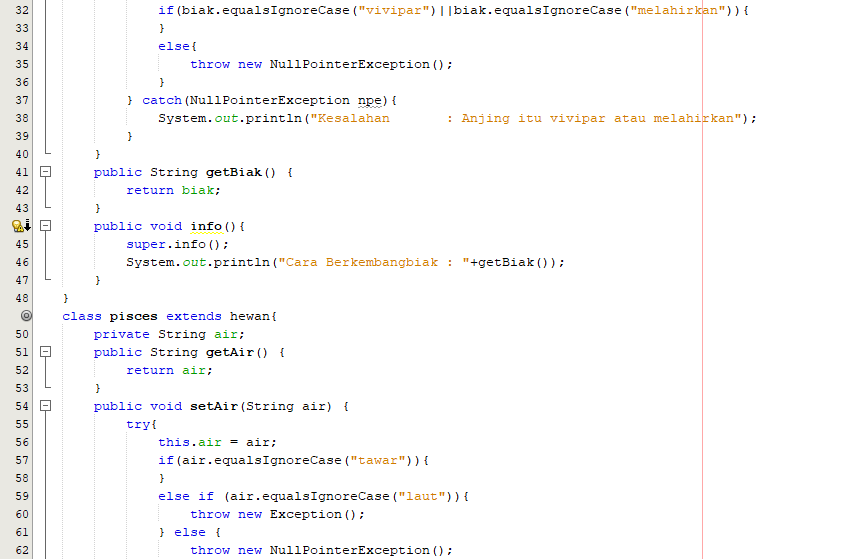 32 if(biak.equalsIgnoreCase("vivipar")||biak.equalsIgnoreCase("melahirkan")){
33 }
34 else{
35 throw new NullPointerException();
36 }
37 } catch(NullPointerException npe){
38 System.out.println("Kesalahan       : Anjing itu vivipar atau melahirkan");
39 }
40 }
41 public String getBiak() {
42 return biak;
43 }
public void info(){
45 super.info();
46 System.out.println("Cara Berkembangbiak : "+getBiak());
47 }
48 }
class pisces extends hewan{
50 private String air;
51 public String getAir() {
52 return air;
53 }
54 public void setAir(String air) {
55 try{
56 this.air = air;
57 if(air.equalsIgnoreCase("tawar")){
58 }
59 else if (air.equalsIgnoreCase("laut")){
60 throw new Exception();
61 } else {
62 throw new NullPointerException();